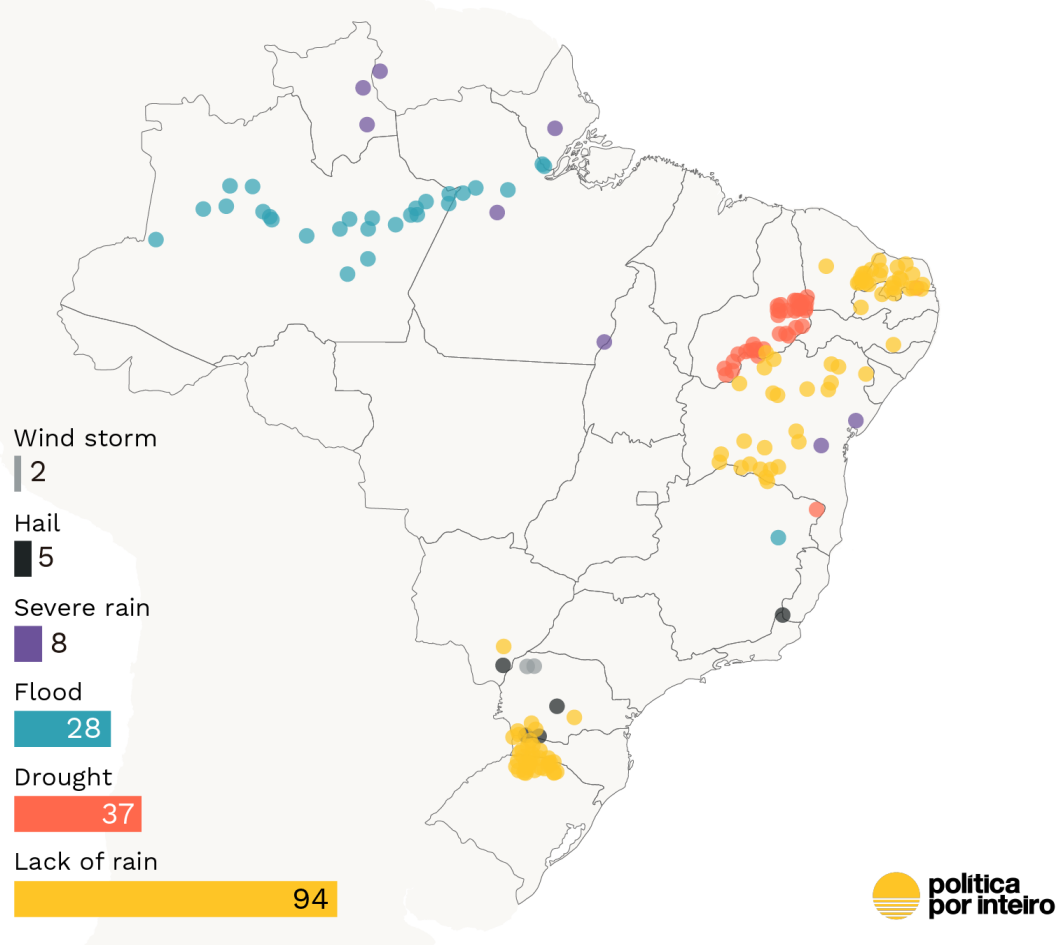 Wind storm
2
Hail
5
Severe rain
8
Flood
28
Drought
37
Lack of rain
94
política
por inteiro